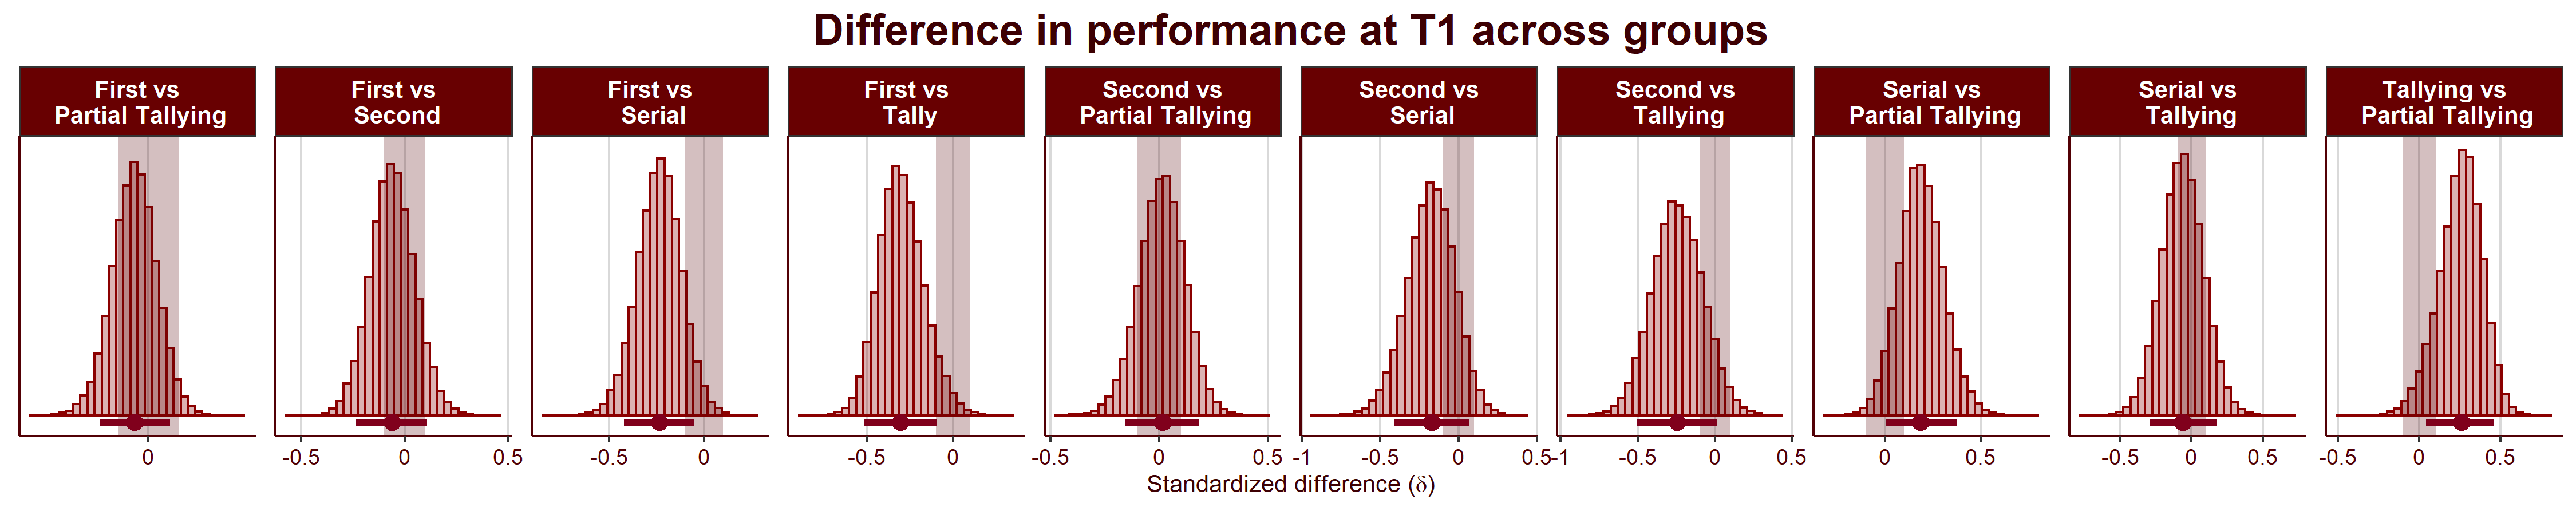 Difference in performance at T1 across groups
First vs
Partial Tallying
First vs
Second
First vs
Serial
First vs
Tally
Second vs
Partial Tallying
Second vs
Serial
Second vs
Tallying
Serial vs
Partial Tallying
Serial vs
Tallying
Tallying vs
Partial Tallying
0
-0.5 0 0.5
-0.5 0
-0.5 0
-0.5 0 0.5
-1 -0.5 0 0.5
-1 -0.5 0 0.5
0 0.5
-0.5 0 0.5
-0.5 0 0.5
Standardized difference (δ)